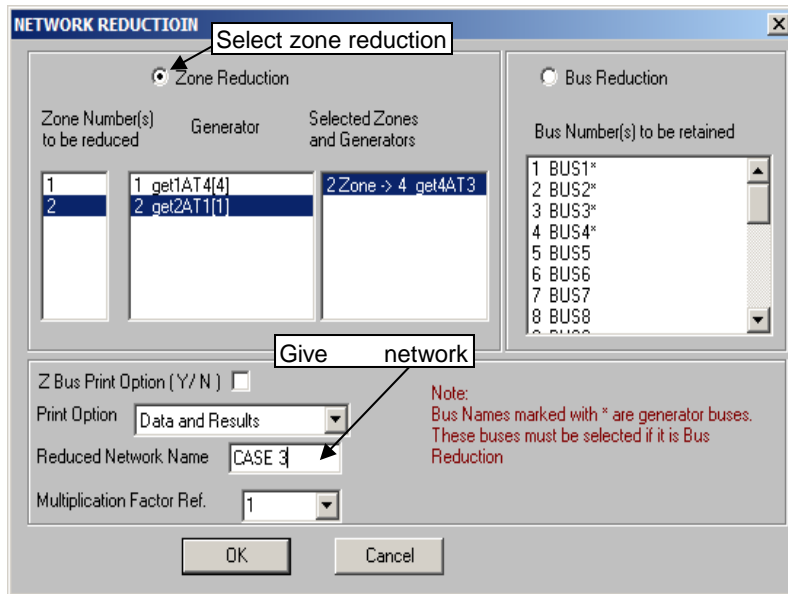 NETWORK REDUCTIOIN
Select zone reduction
Zone Reduction
Zone Number(s)
to be reduced
Generator
Selected Zones
and Generators
1
2
1 get1AT4[4]
2 get2AT1[1]
2 Zone -> 4 get4AT3
Bus Reduction
Bus Number(s) to be retained
1 BUS1*
2 BUS2*
3 BUS3*
4 BUS4*
5 BUS5
6 BUS6
7 BUS7
8 BUS8
Give network
Z Bus Print Option ( Y / N )
Print Option Data and Results
Reduced Network Name CASE 3
Multiplication Factor Ref. 1
Note:
Bus Names marked with * are generator buses.
These buses must be selected if it is Bus
Reduction
OK Cancel